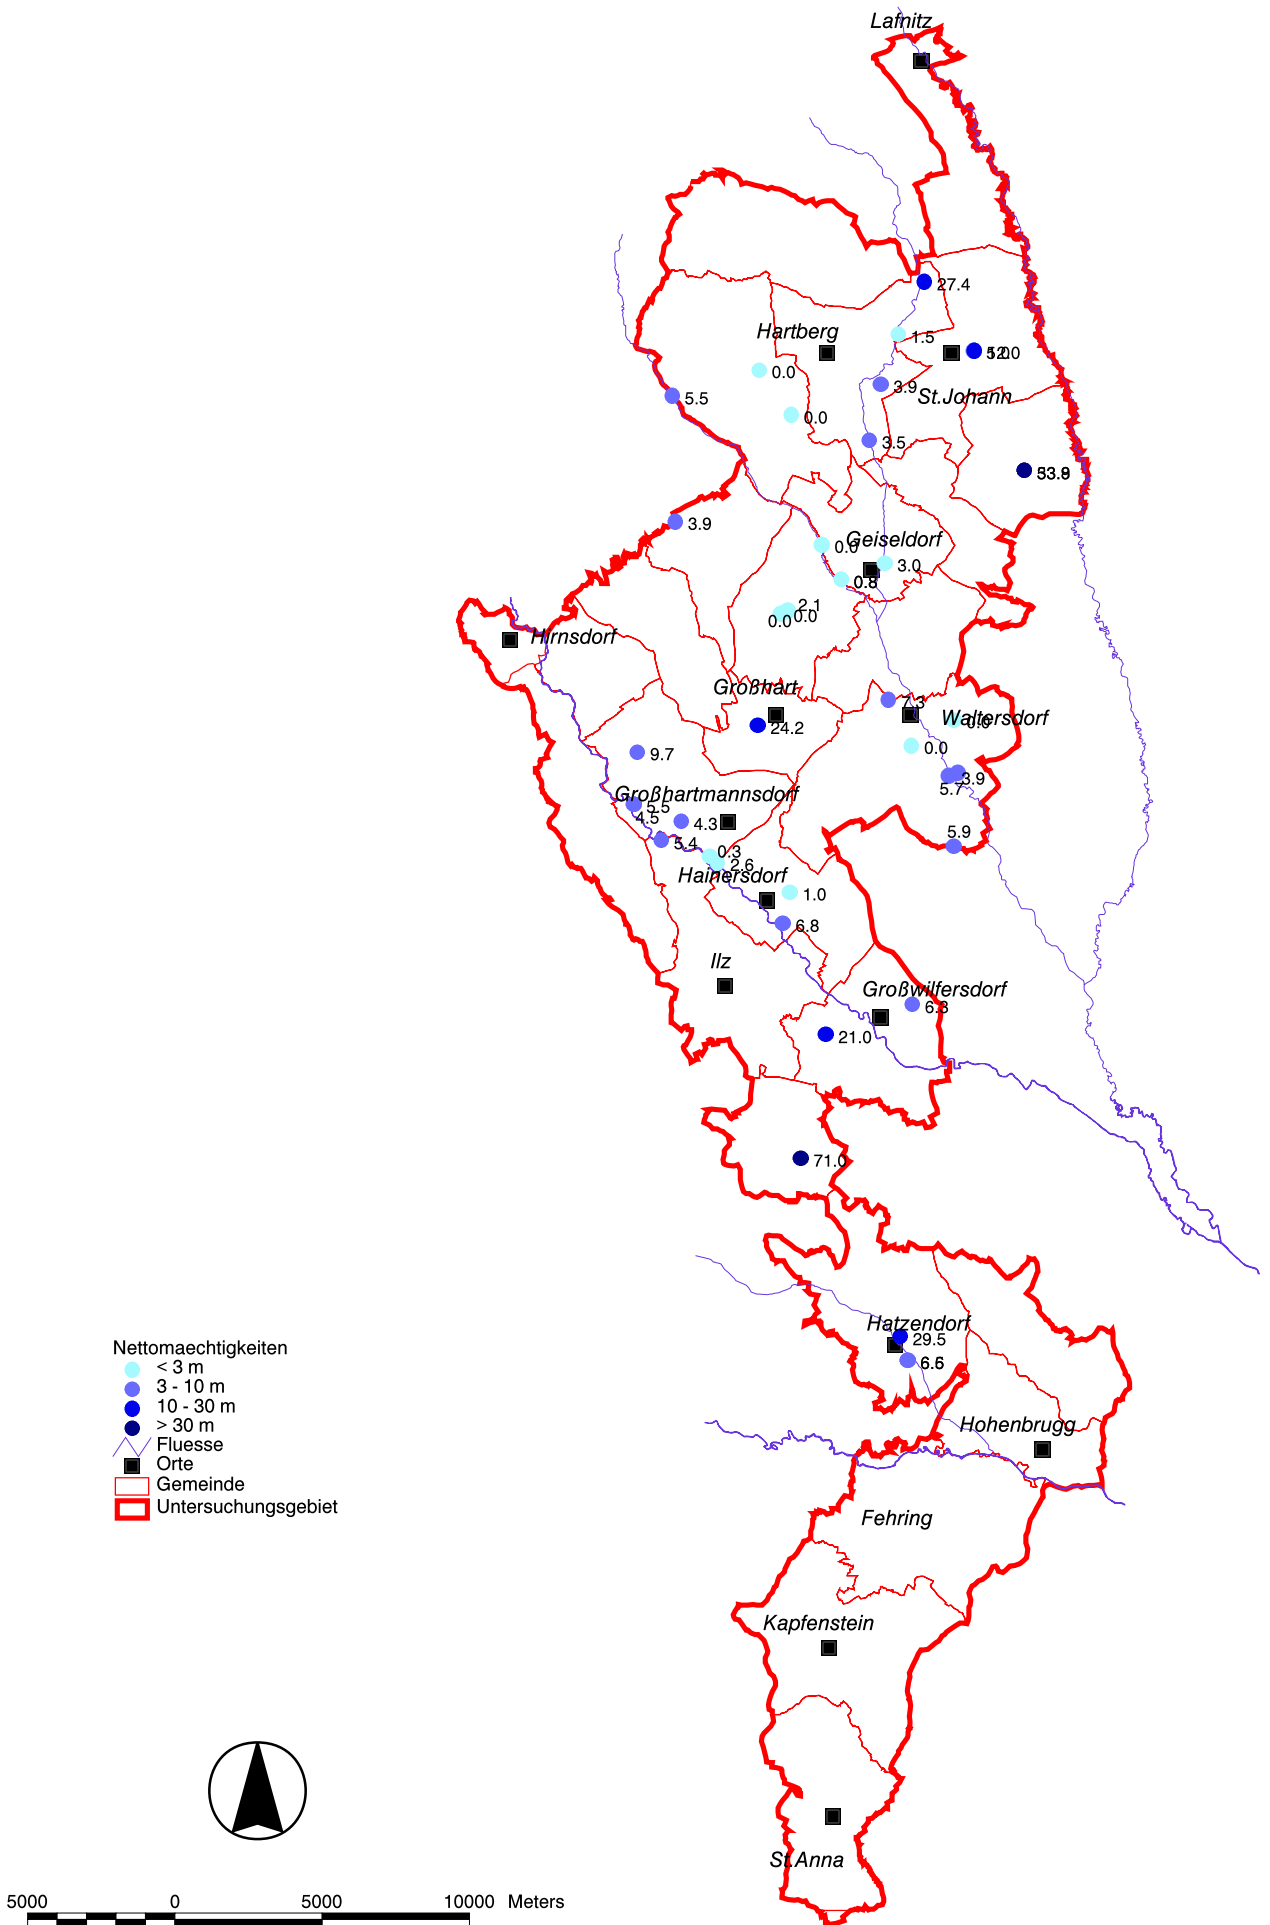 Lafnitz
27.4
Hartberg
1.5
0.0
3.9
5.5
St.Johann
0.0
3.5
3.9
Geiseldorf
0.0
3.0
0.8
2.1
0.0
0.0
Hirnsdorf
Großhart
7.3
24.2
Waltersdorf
0.0
9.7
0.0
3.9
5.7
Großhartmannsdorf
5.5
4.5
4.3
5.9
5.4
0.3
2.6
Hainersdorf
1.0
6.8
Ilz
Großwilfersdorf
6.3
21.0
71.0
Hatzendorf
29.5
Hohenbrugg
Fehring
Kapfenstein
St.Anna
Nettomaechtigkeiten
< 3 m
3 - 10 m
10 - 30 m
> 30 m
Fluesse
Orte
Gemeinde
Untersuchungsgebiet
5000 0 5000 10000 Meters